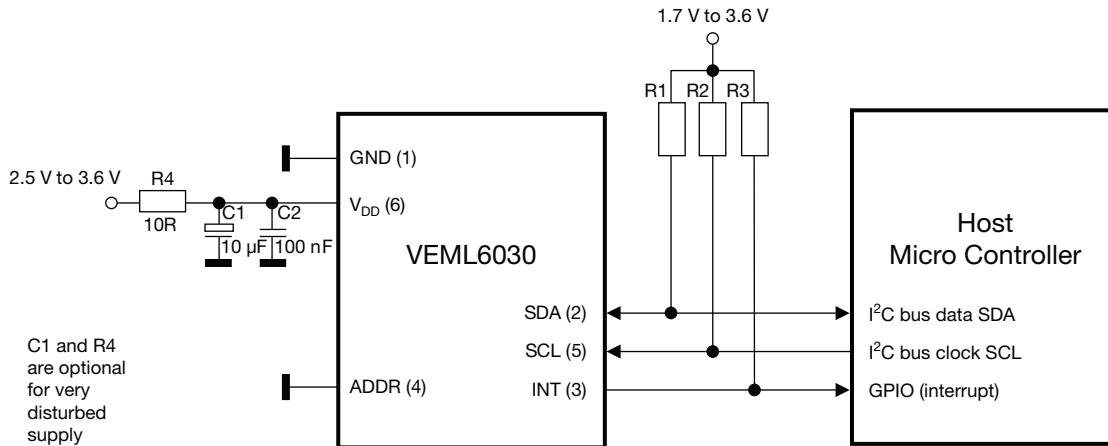 1.7 V to 3.6 V
R1 R2 R3
GND (1)
2.5 V to 3.6 V
R4
10R
C1
10 µF
C2
100 nF
V_DD (6)
VEML6030
Host
Micro Controller
SDA (2)
I²C bus data SDA
SCL (5)
I²C bus clock SCL
ADDR (4)
INT (3)
GPIO (interrupt)
C1 and R4
are optional
for very
disturbed
supply